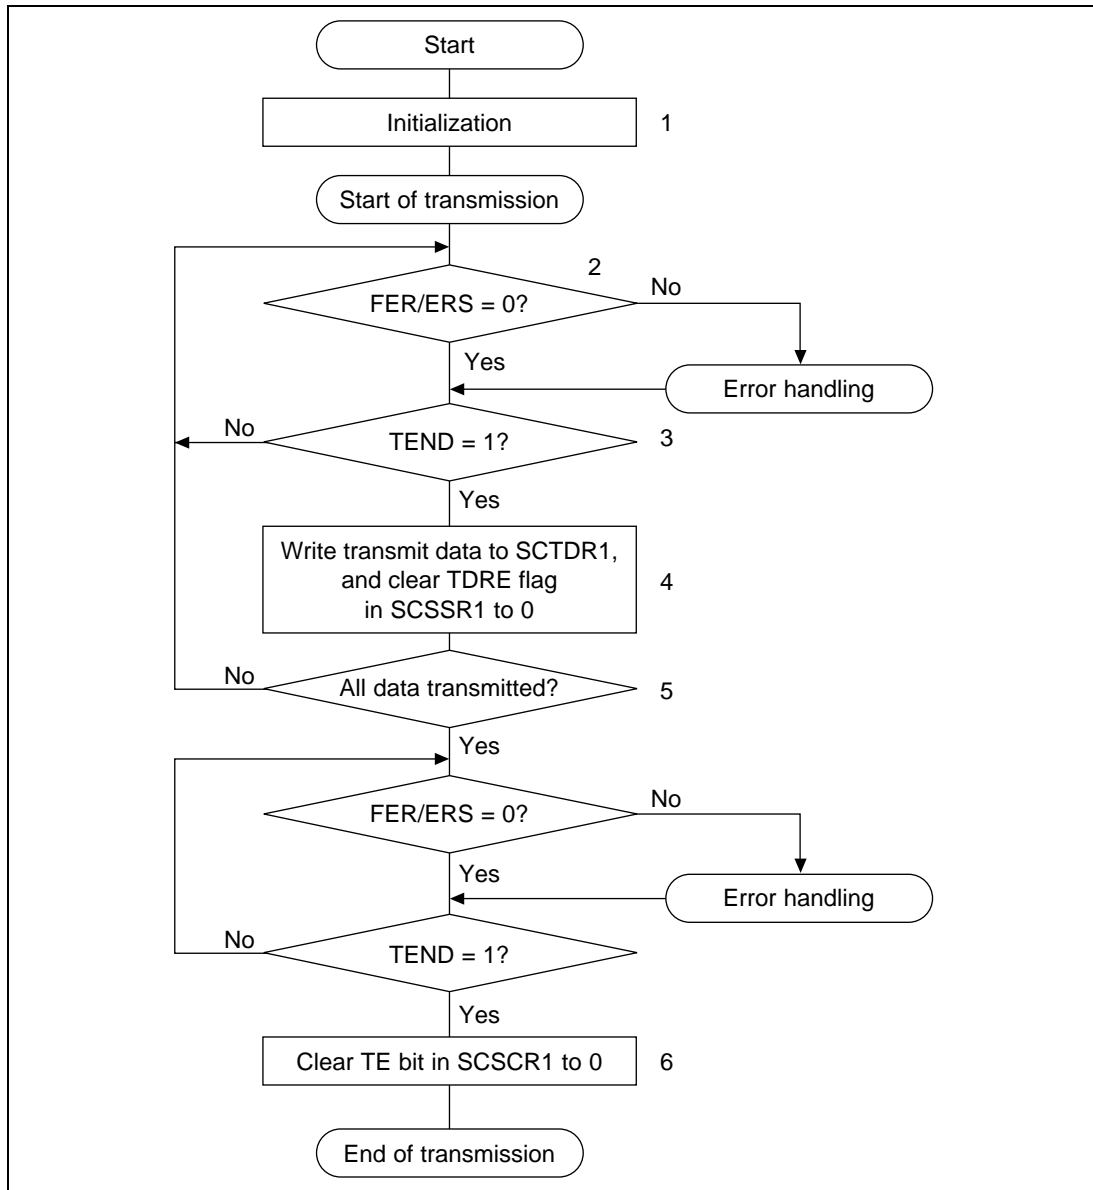 Start
Initialization 1
Start of transmission
2
FER/ERS = 0? No
Yes
Error handling
No TEND = 1? 3
Yes
Write transmit data to SCTDR1,
and clear TDRE flag 4
in SCSSR1 to 0
No All data transmitted? 5
Yes
FER/ERS = 0? No
Yes
Error handling
No TEND = 1?
Yes
Clear TE bit in SCSCR1 to 0 6
End of transmission